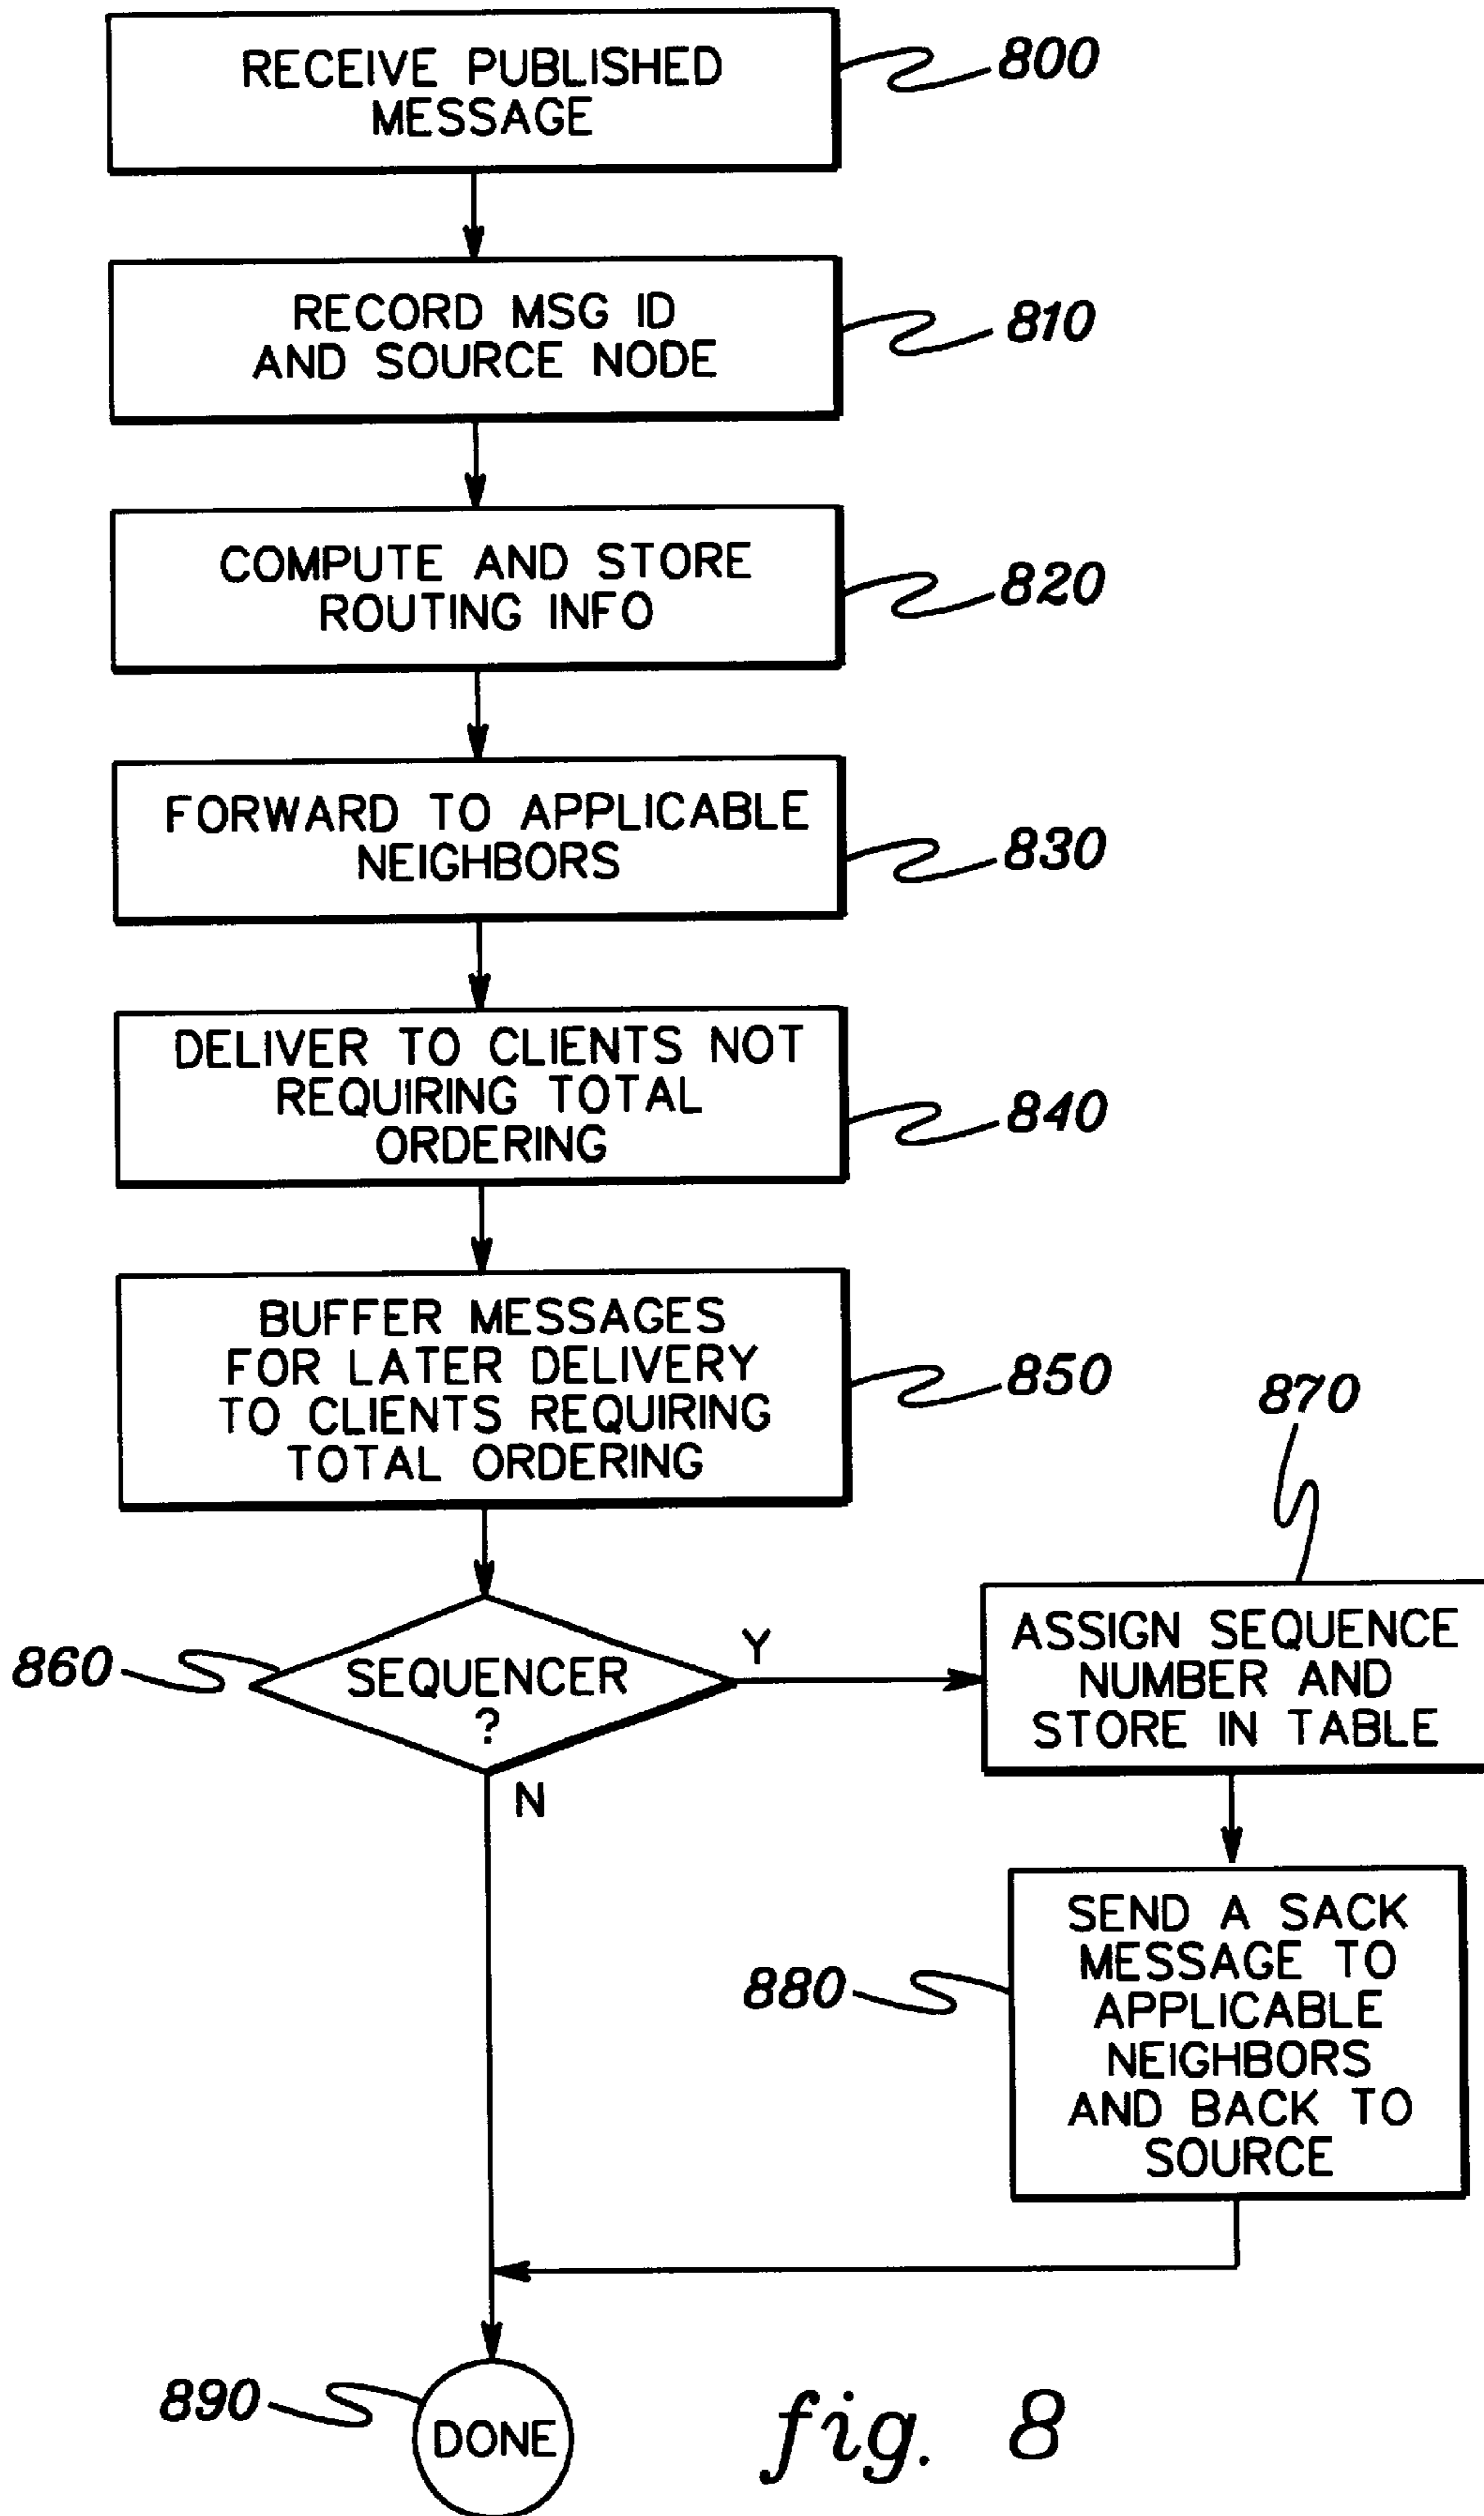 RECEIVE PUBLISHED
MESSAGE
800
RECORD MSG ID
AND SOURCE NODE
810
COMPUTE AND STORE
ROUTING INFO
820
FORWARD TO APPLICABLE
NEIGHBORS
830
DELIVER TO CLIENTS NOT
REQUIRING TOTAL
ORDERING
840
BUFFER MESSAGES
FOR LATER DELIVERY
TO CLIENTS REQUIRING
TOTAL ORDERING
850
860
SEQUENCER
?
Y
N
870
ASSIGN SEQUENCE
NUMBER AND
STORE IN TABLE
880
SEND A SACK
MESSAGE TO
APPLICABLE
NEIGHBORS
AND BACK TO
SOURCE
890
DONE
fig. 8